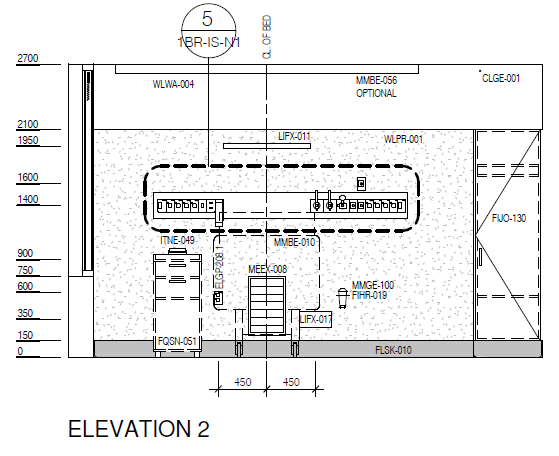 5
1BR-IS-N1
CL OF BED
2700
WLWA-004
MMBE-056
OPTIONAL
CLGE-001
2100
1950
LIFX-011
WLPR-001
1600
1400
FIJO-130
ITNE-049
MMBE-010
ELGP-208.1
900
750
600
MEEX-008
MMGE-100
FIHR-019
350
LIFX-017
150
FQSN-051
FLSK-010
0
450
450
ELEVATION 2